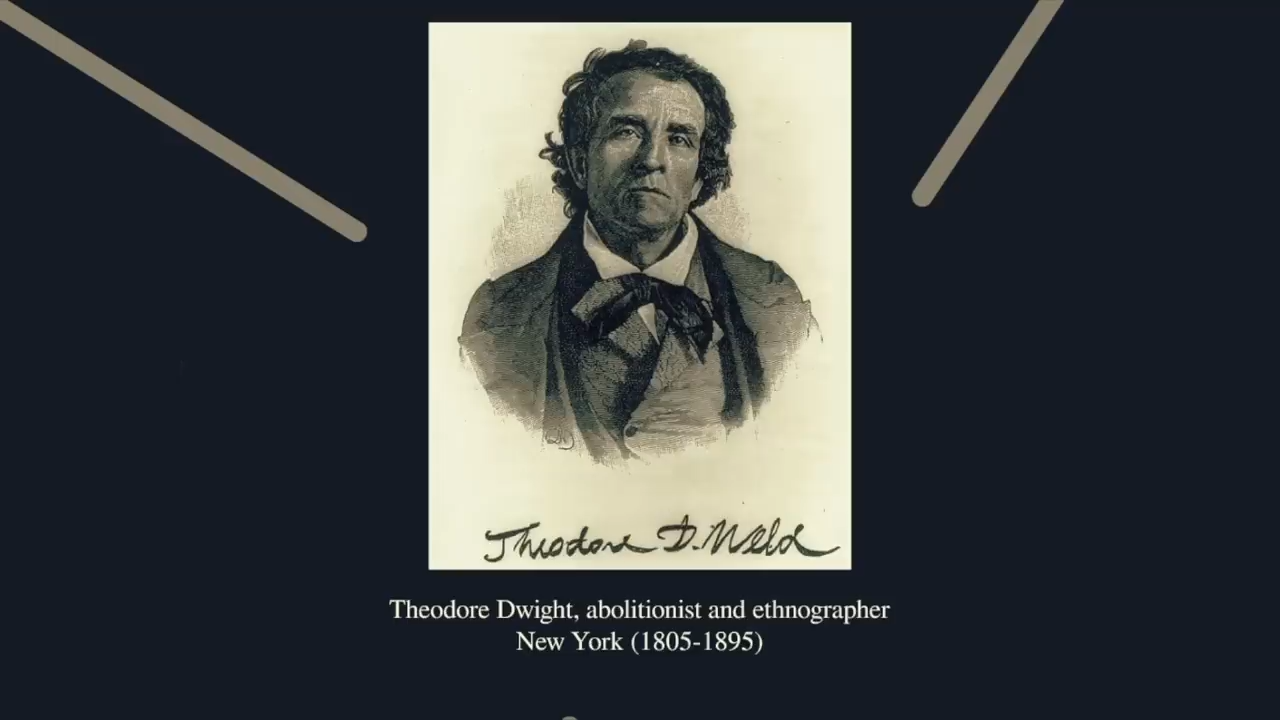 Theodore D. Weld
Theodore Dwight, abolitionist and ethnographer
New York (1805-1895)